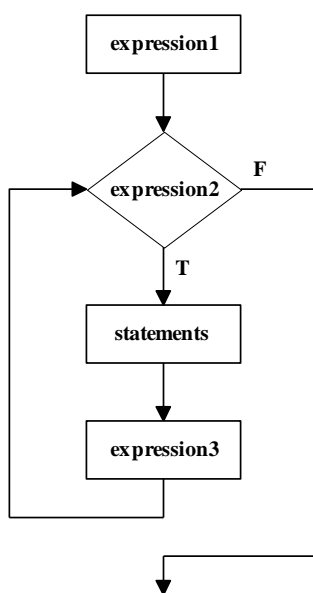 expression1
expression2
F
T
statements
expression3